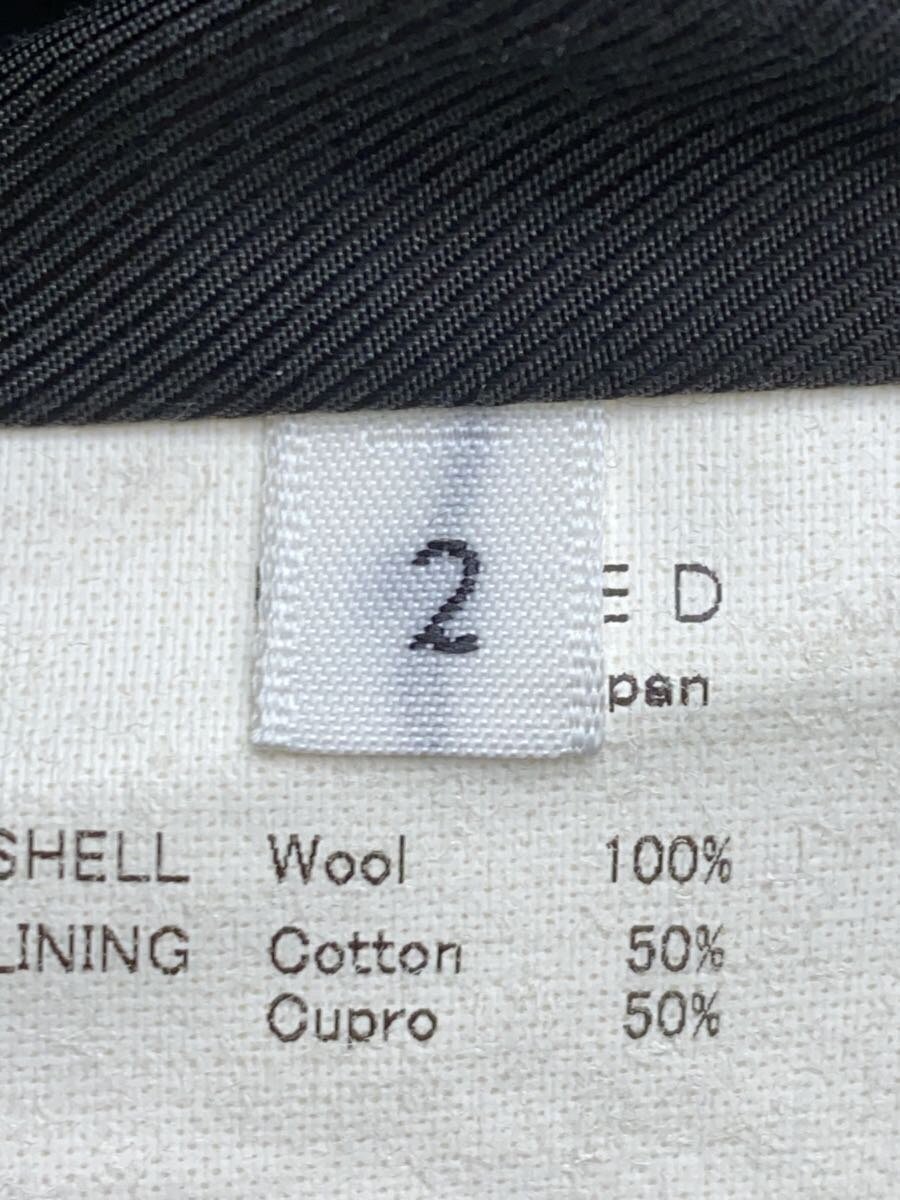 2
E D
pan
SHELL Wool 100%
LINING Cotton 50%
Cupro 50%